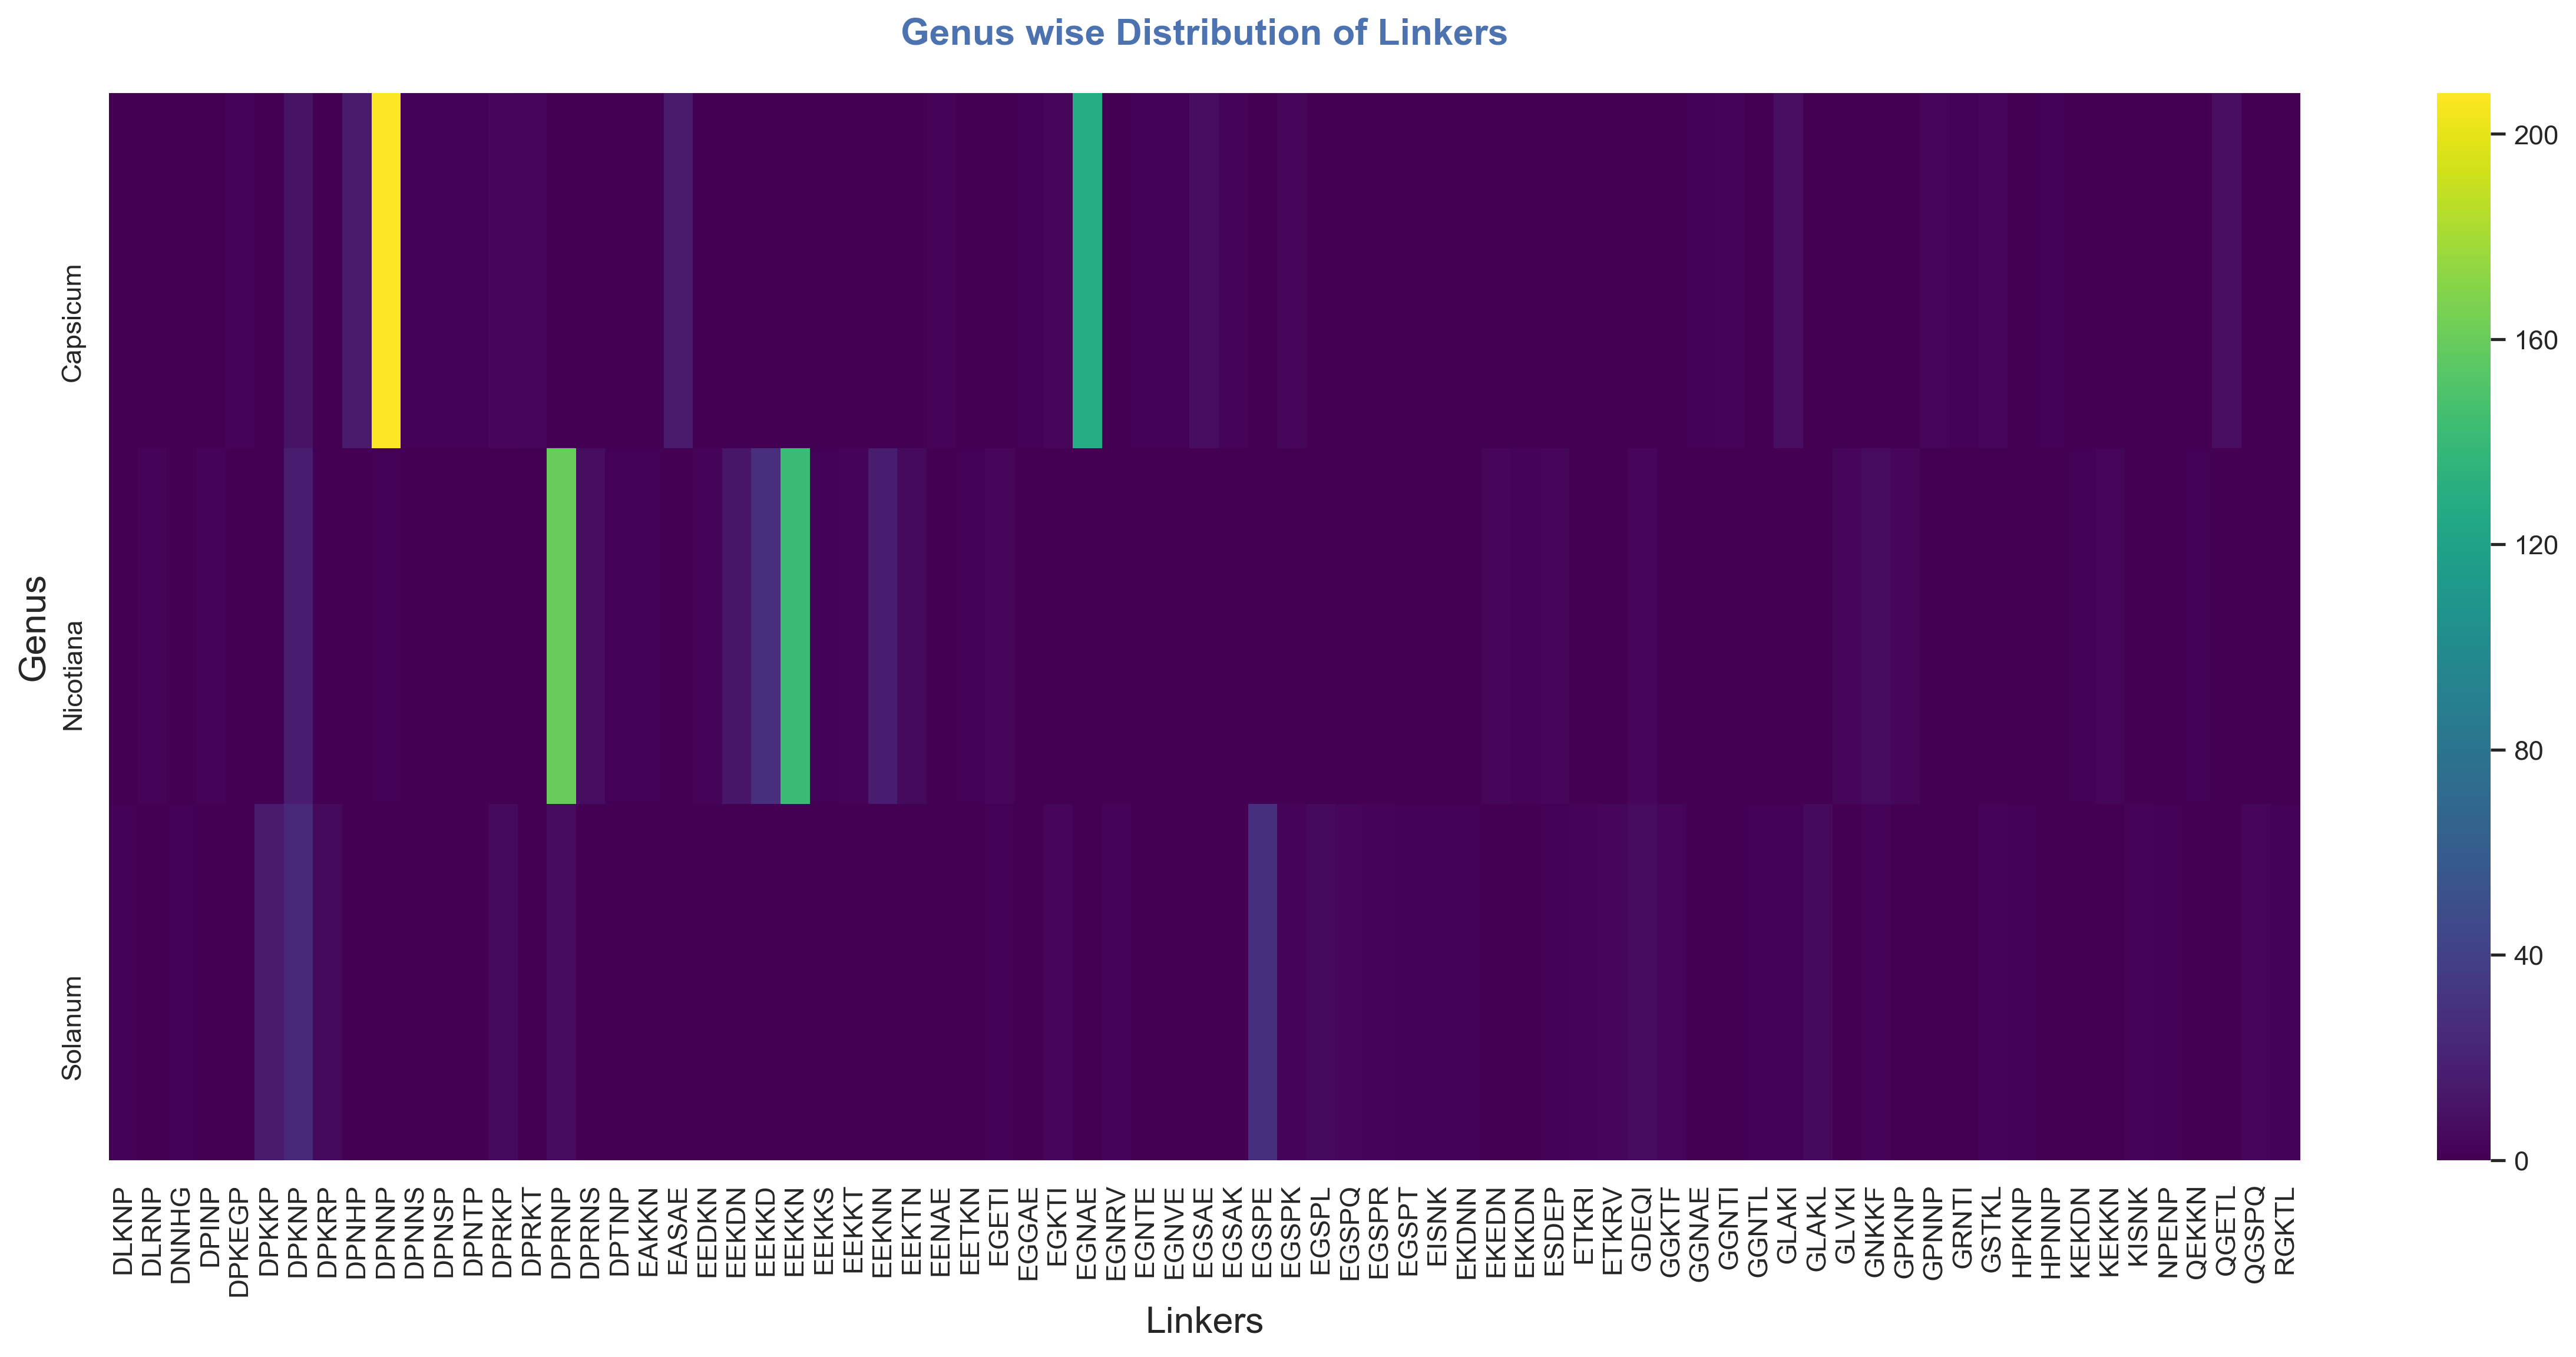 Genus wise Distribution of Linkers
Genus
Capsicum
Nicotiana
Solanum
200
160
120
80
40
0
DLKNP
DLRNP
DNNHG
DPINP
DPKEGP
DPKKP
DPKNP
DPKRP
DPNHP
DPNNP
DPNNS
DPNSP
DPNTP
DPRKP
DPRKT
DPRNP
DPRNS
DPTNP
EAKKN
EASAE
EEDKN
EEKDN
EEKKD
EEKKN
EEKKS
EEKKT
EEKNN
EEKTN
EENAE
EETKN
EGETI
EGGAE
EGKTI
EGNAE
EGNRV
EGNTE
EGNVE
EGSAE
EGSAK
EGSPE
EGSPK
EGSPL
EGSPQ
EGSPR
EGSPT
EISNK
EKDNN
EKEDN
EKKDN
ESDEP
ETKRI
ETKRV
GDEQI
GGKTF
GGNAE
GGNTI
GGNTL
GLAKI
GLAKL
GLVKI
GNKKF
GPKNP
GPNNP
GRNTI
GSTKL
HPKNP
HPNNP
KEKDN
KEKKN
KISNK
NPENP
QEKKN
QGETL
QGSPQ
RGKTL
Linkers